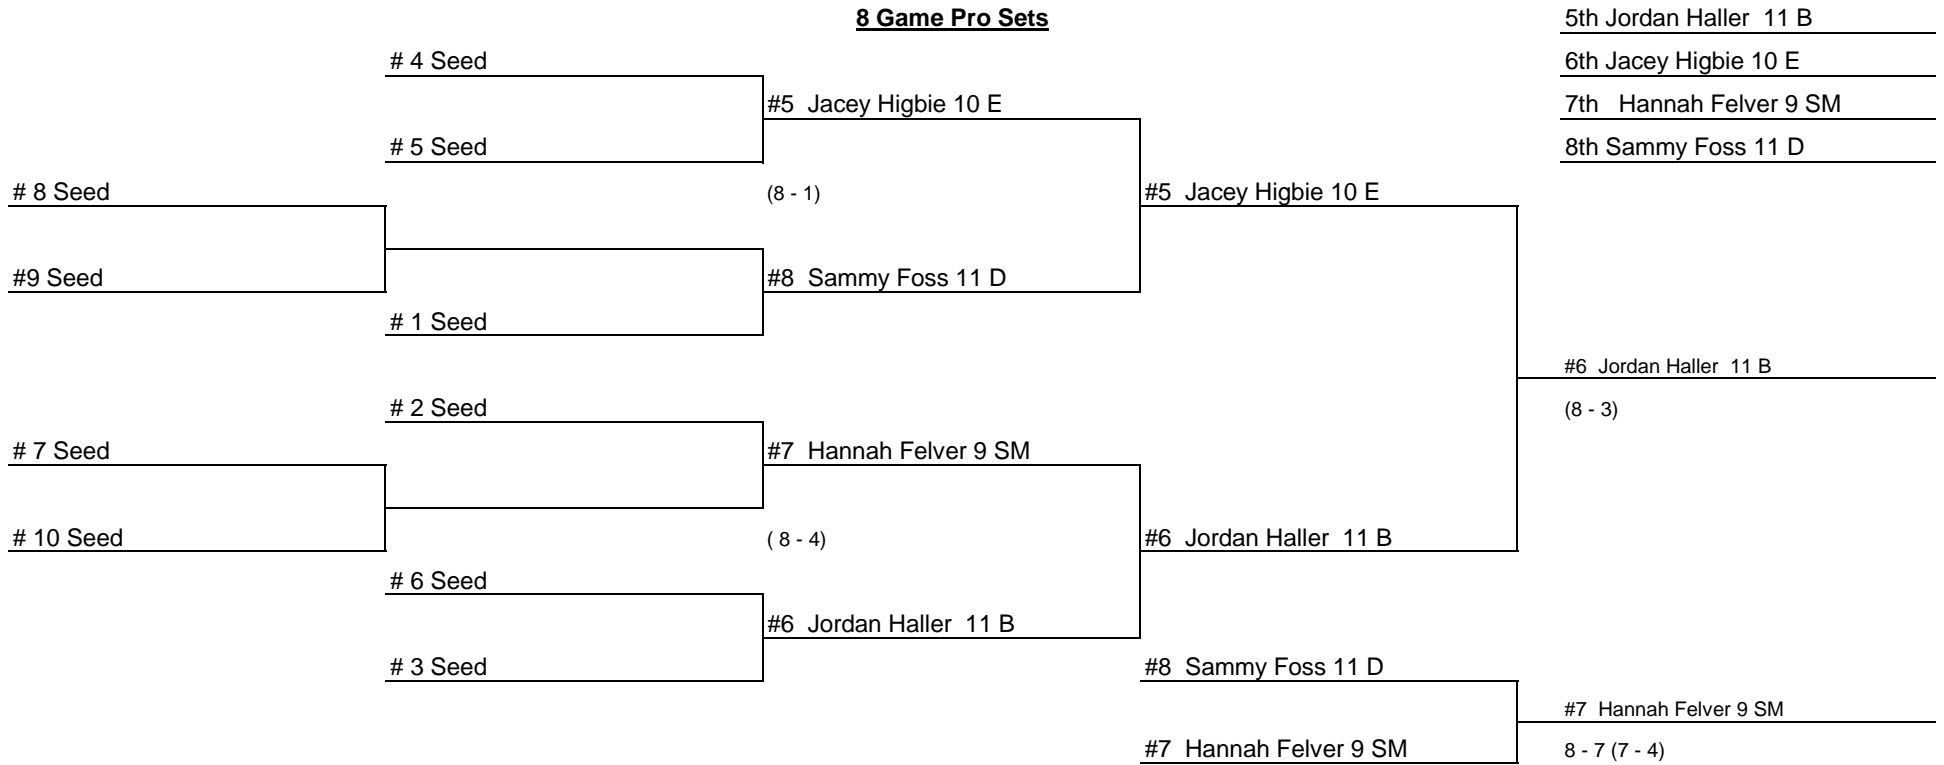 8 Game Pro Sets
5th Jordan Haller  11 B
6th Jacey Higbie 10 E
7th   Hannah Felver 9 SM
8th Sammy Foss 11 D
# 4 Seed
#5  Jacey Higbie 10 E
# 5 Seed
# 8 Seed
(8 - 1)
#5  Jacey Higbie 10 E
#9 Seed
#8  Sammy Foss 11 D
# 1 Seed
#6  Jordan Haller  11 B
(8 - 3)
# 2 Seed
# 7 Seed
#7  Hannah Felver 9 SM
# 10 Seed
( 8 - 4)
#6  Jordan Haller  11 B
# 6 Seed
#6  Jordan Haller  11 B
# 3 Seed
#8  Sammy Foss 11 D
#7  Hannah Felver 9 SM
#7  Hannah Felver 9 SM
8 - 7 (7 - 4)